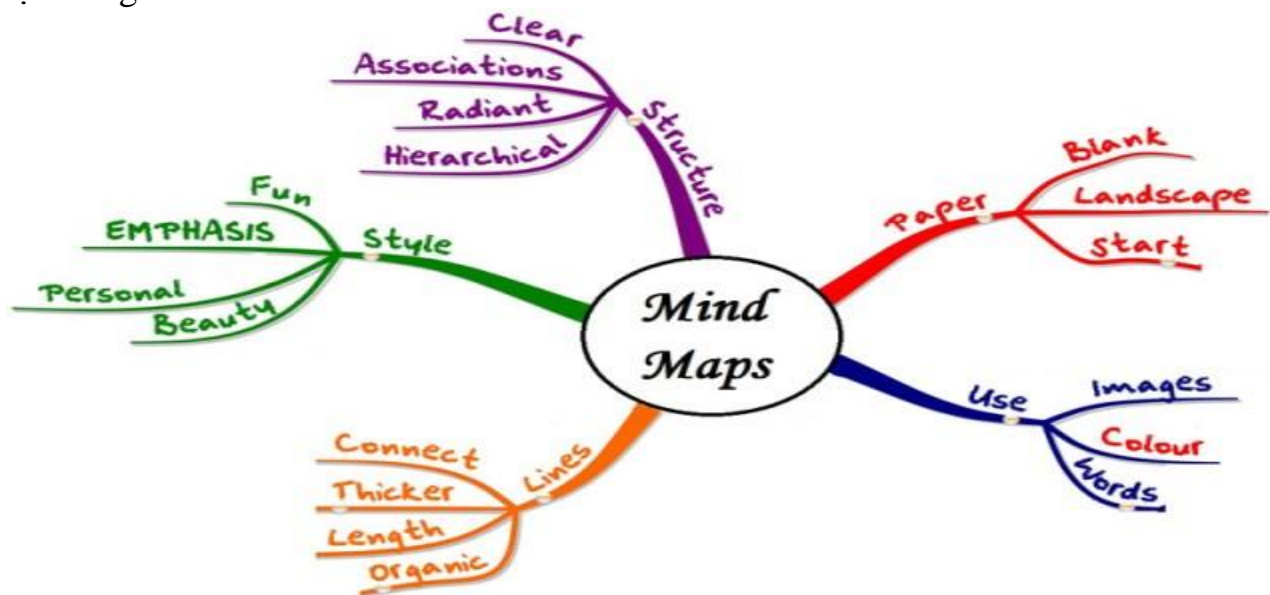 Mind
Maps
Structure
Clear
Associations
Radiant
Hierarchical
Paper
Blank
Landscape
Start
Use
Images
Colour
Words
Lines
Connect
Thicker
Length
Organic
Style
Fun
EMPHASIS
Personal
Beauty